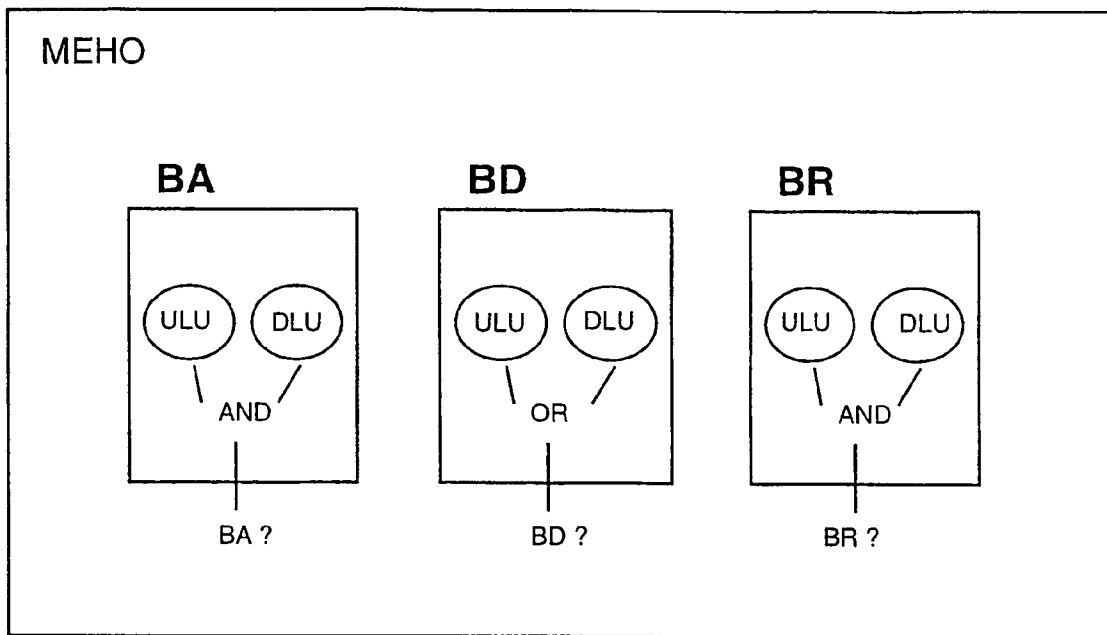 MEHO
BA BD BR
ULU DLU ULU DLU ULU DLU
AND OR AND
BA ? BD ? BR ?